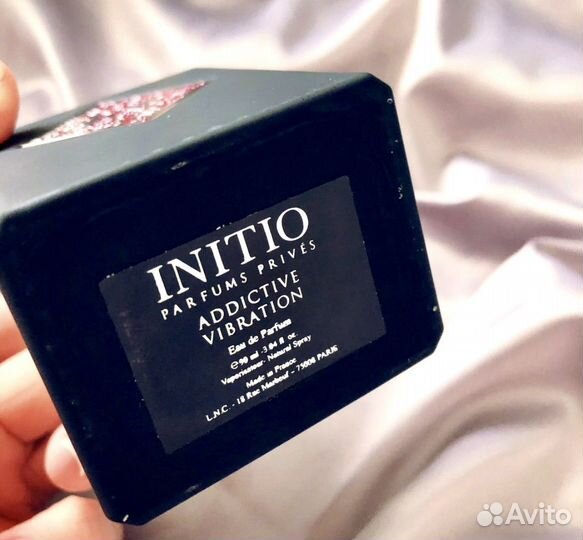 INITIO
PARFUMS PRIVÉS
ADDICTIVE
VIBRATION
Eau de Parfum
℮ 90 ml - 3 04 fl oz.
Vaporisateur - Natural Spray
Made in France
L.N.C. - 18 Rue Marbeuf - 75008 PARIS
Avito